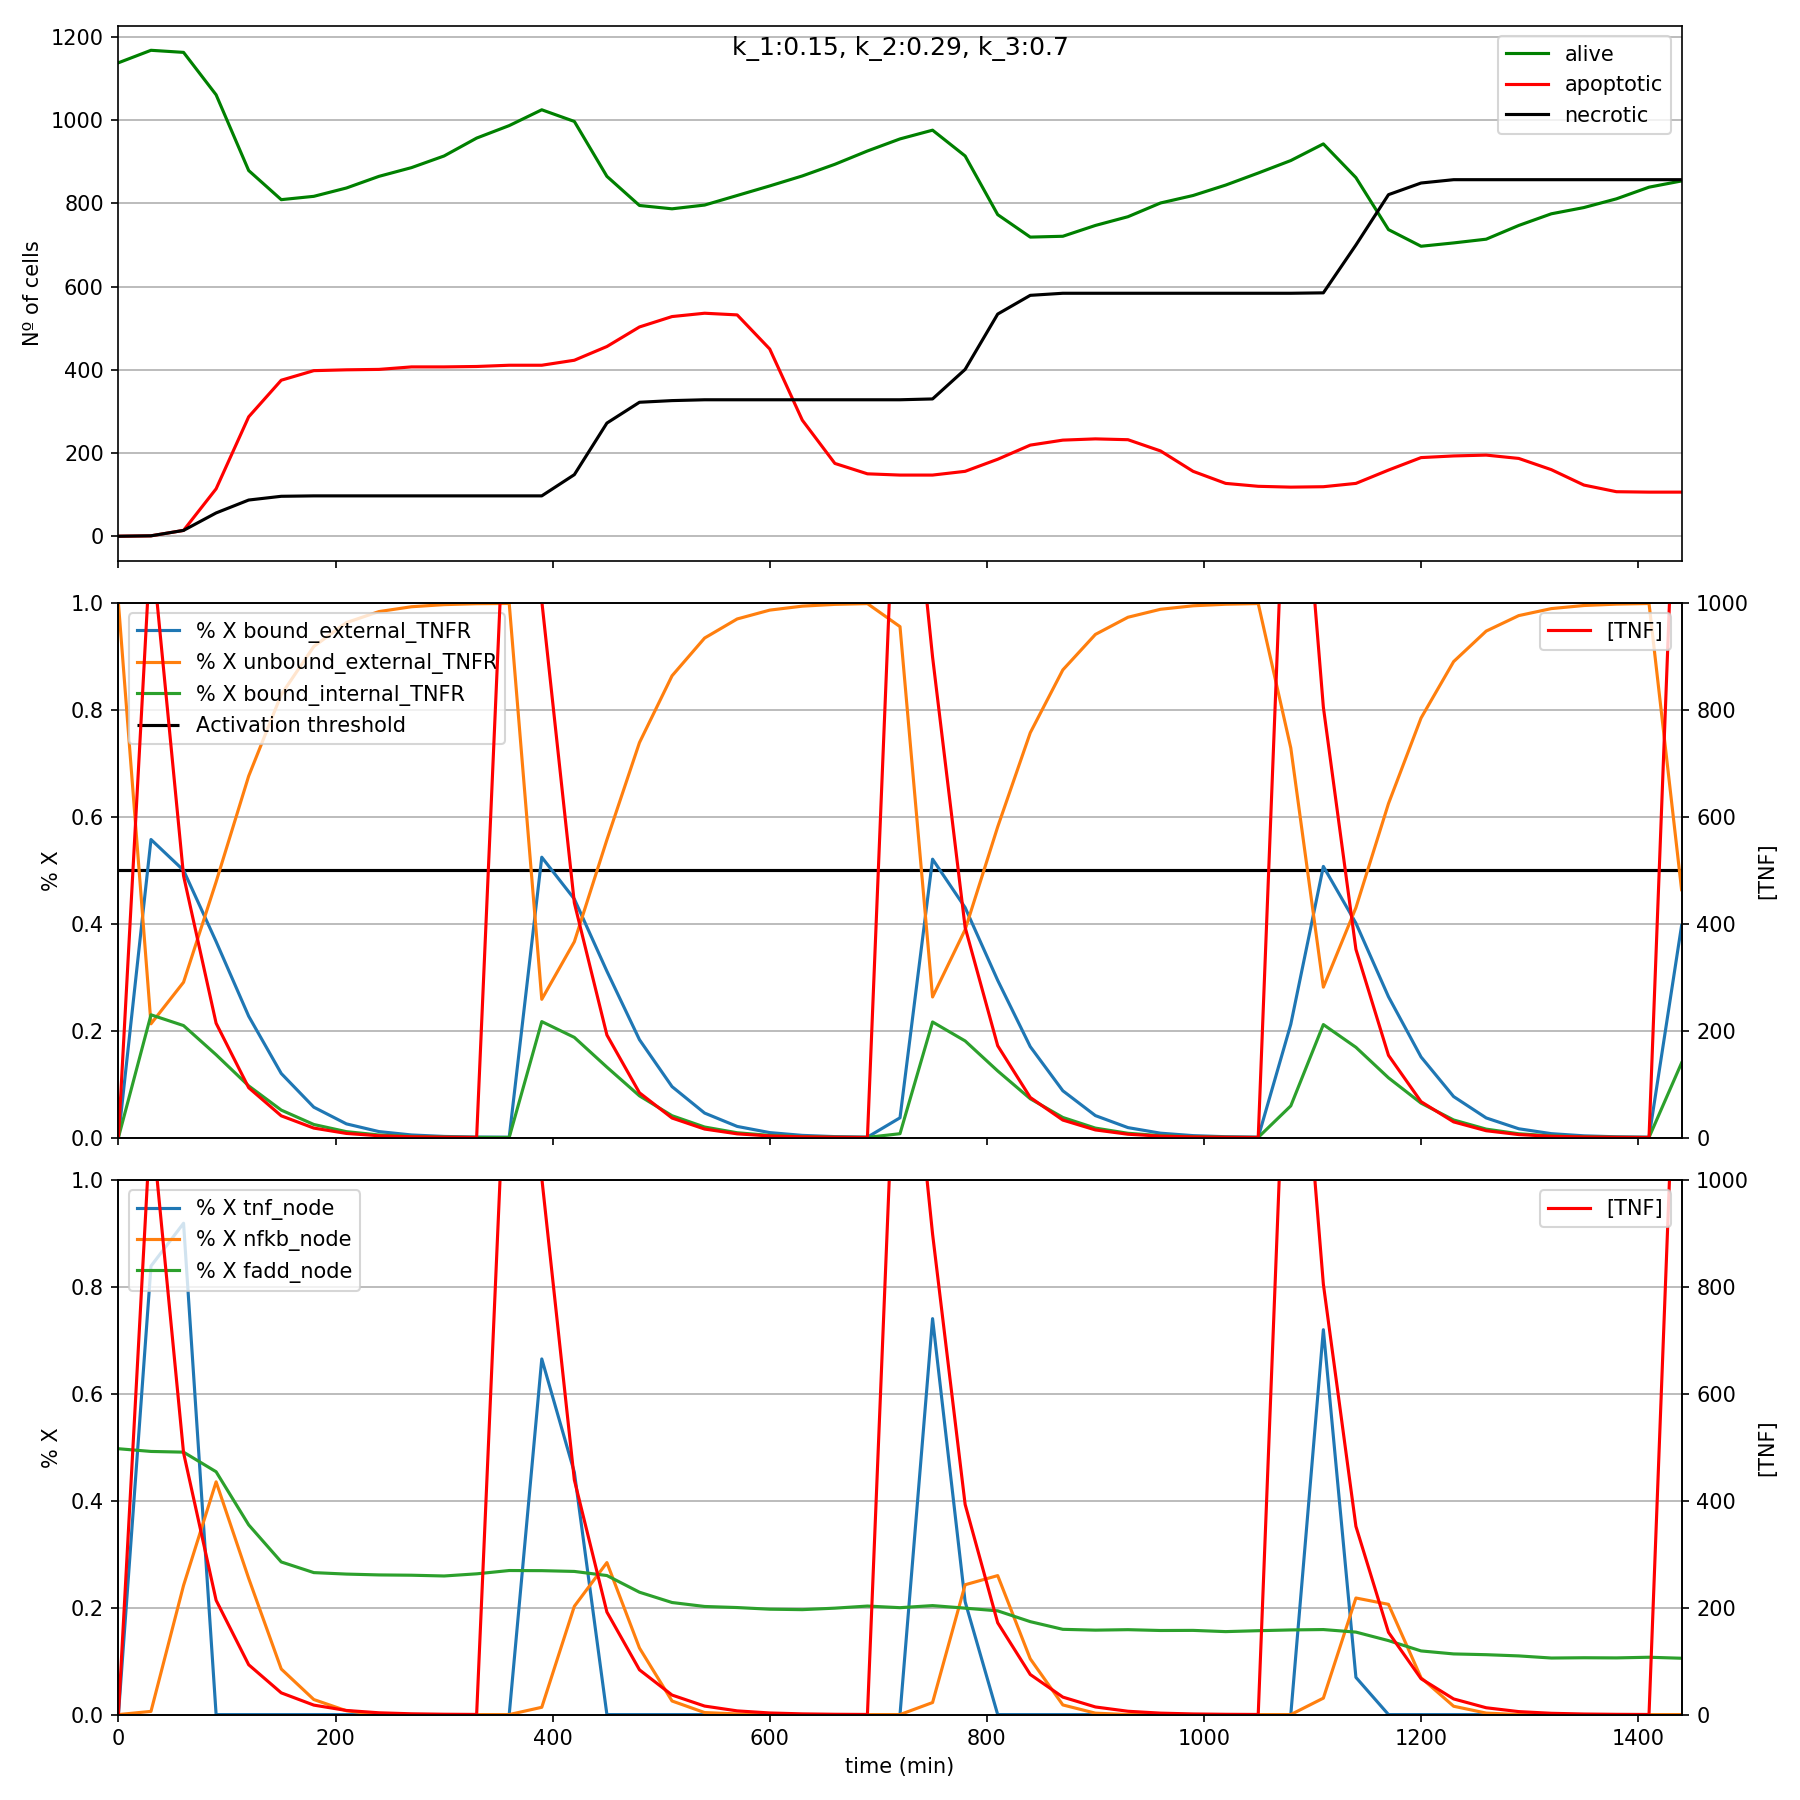 k_1:0.15, k_2:0.29, k_3:0.7
1200
1000
800
600
400
200
0
Nº of cells
alive
apoptotic
necrotic
1.0
0.8
0.6
0.4
0.2
0.0
% X
% X bound_external_TNFR
% X unbound_external_TNFR
% X bound_internal_TNFR
Activation threshold
[TNF]
1000
800
600
400
200
0
[TNF]
1.0
0.8
0.6
0.4
0.2
0.0
% X
% X tnf_node
% X nfkb_node
% X fadd_node
[TNF]
1000
800
600
400
200
0
[TNF]
0 200 400 600 800 1000 1200 1400
time (min)